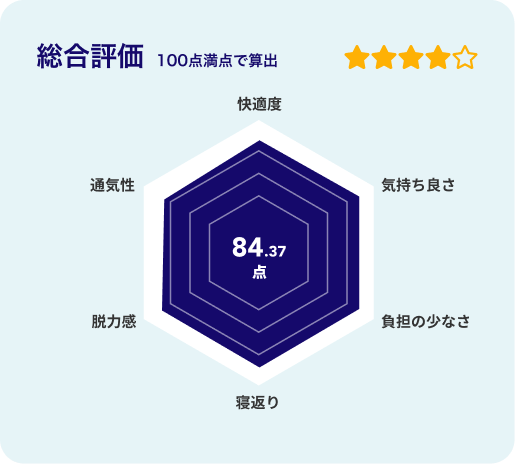 総合評価 100点満点で算出
快適度
通気性 気持ち良さ
84.37
点
脱力感 負担の少なさ
寝返り